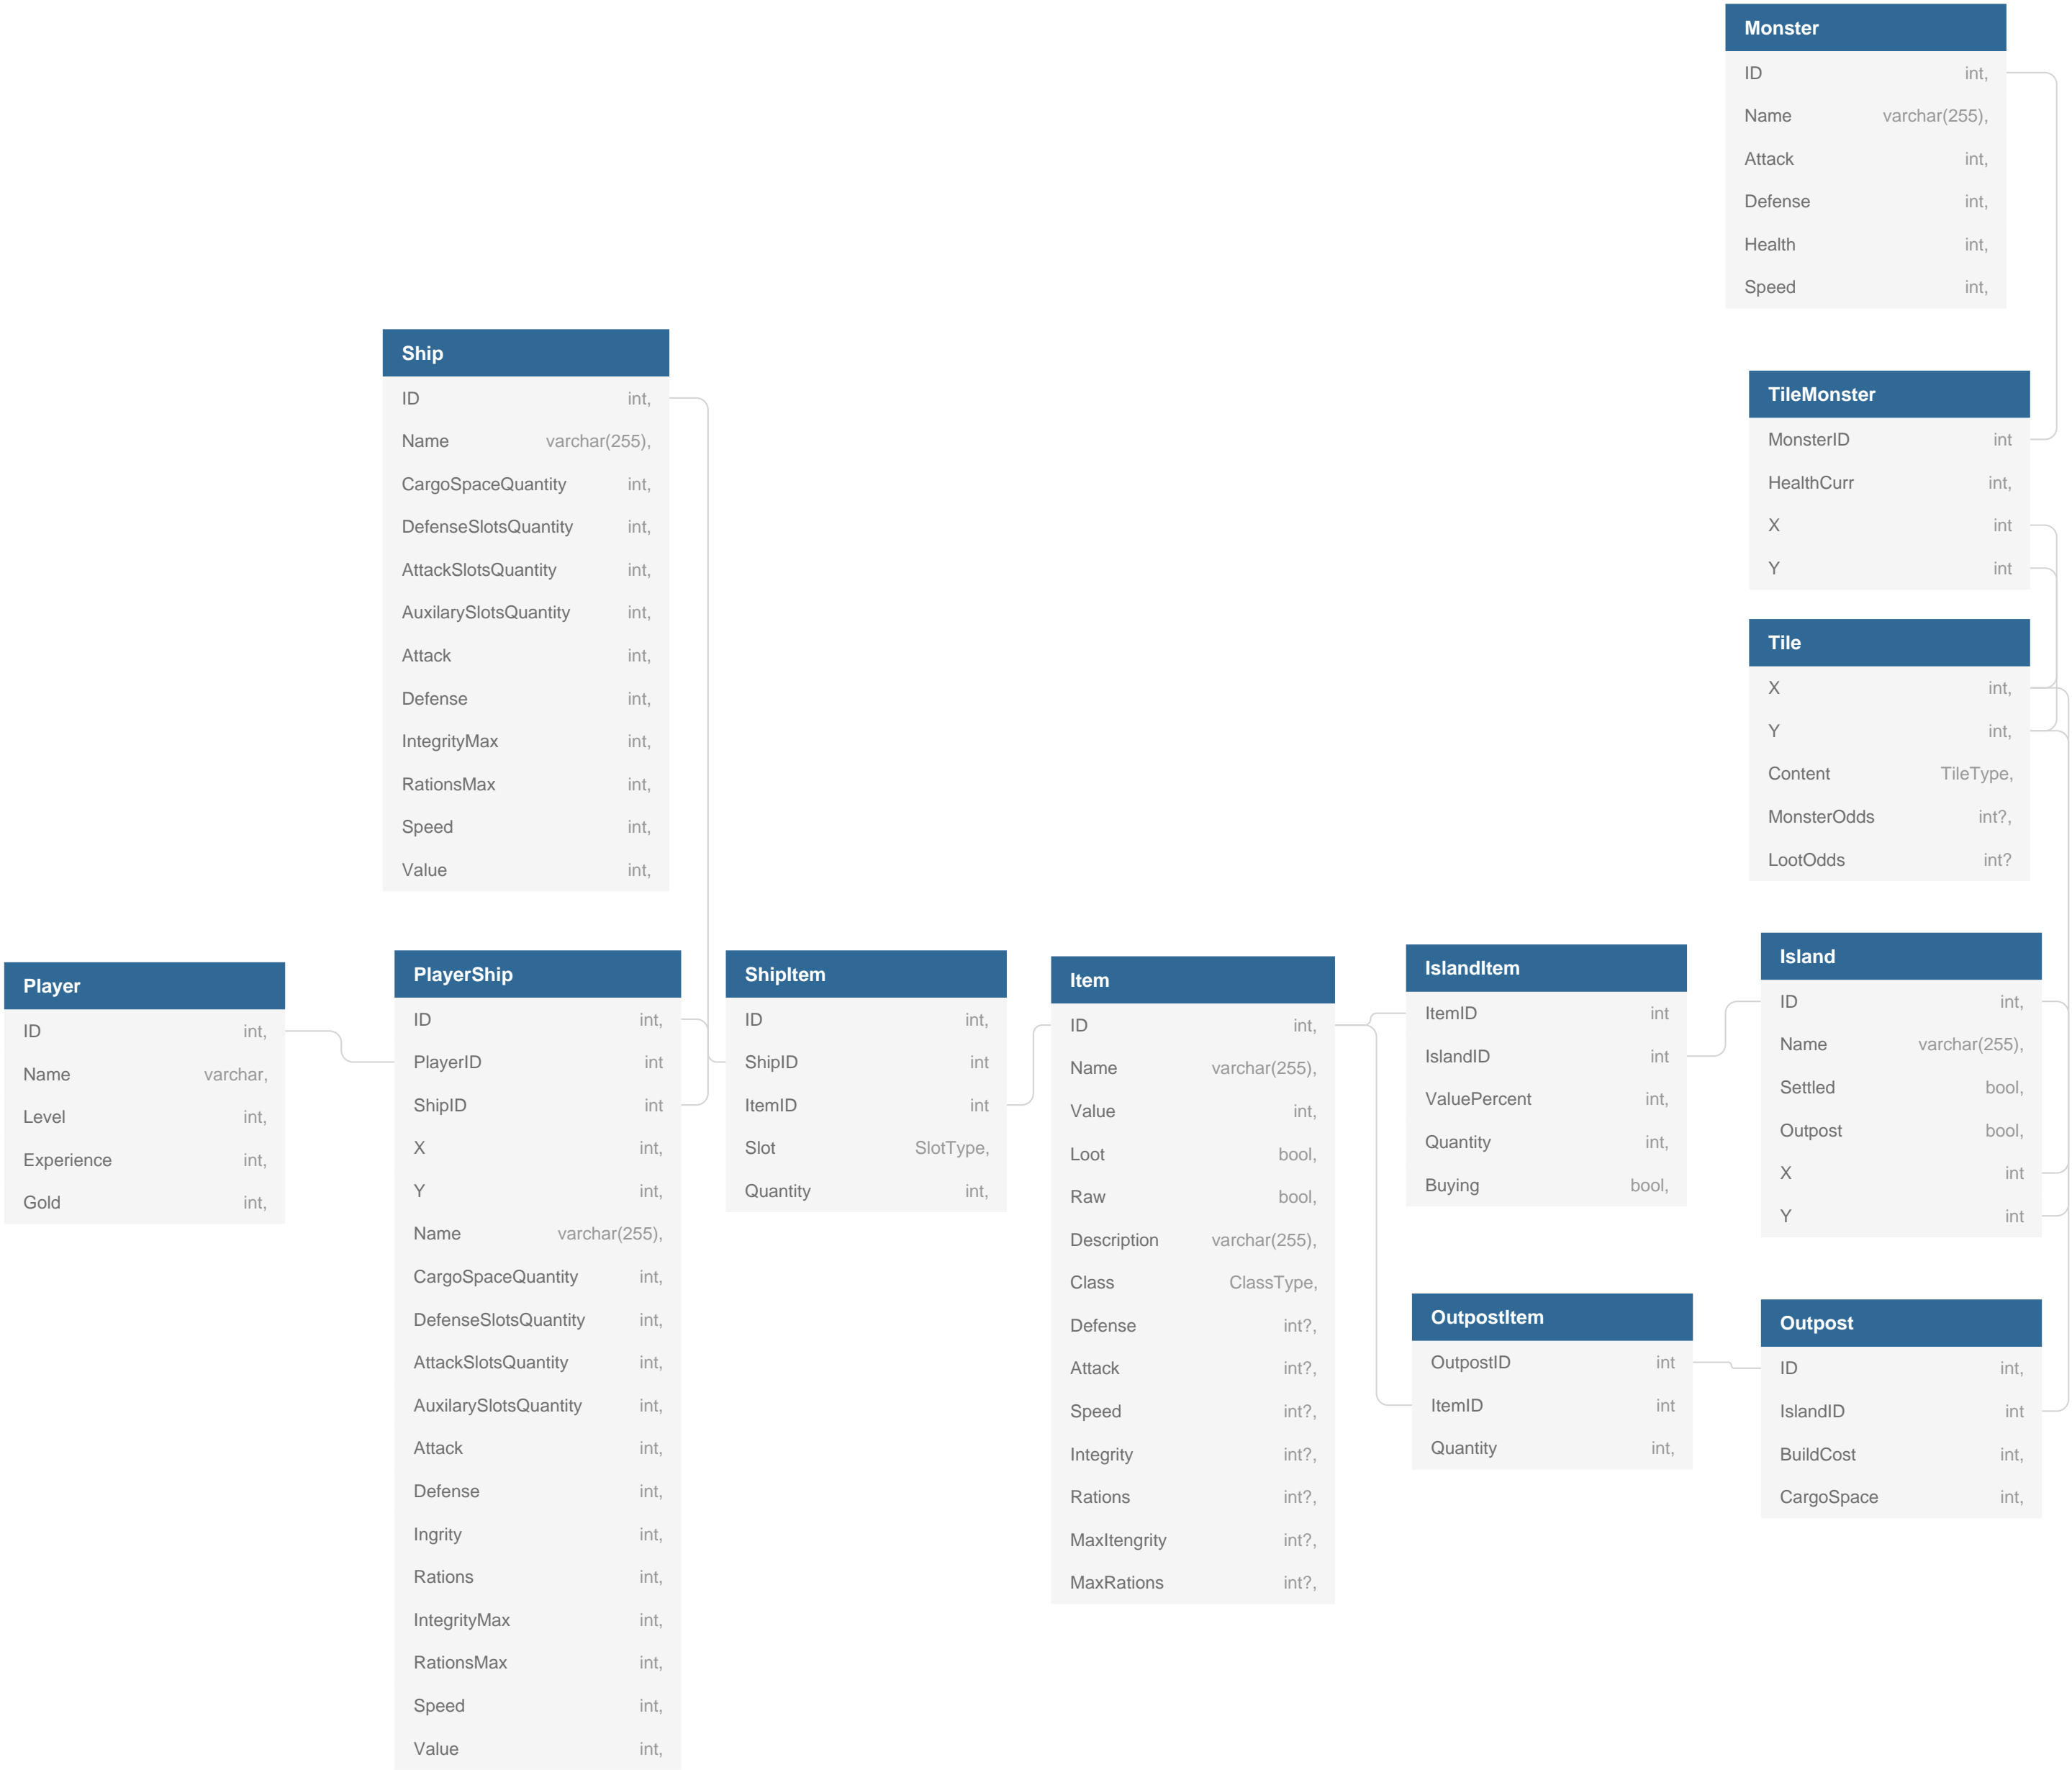 Monster
ID int,
Name varchar(255),
Attack int,
Defense int,
Health int,
Speed int,
Ship
ID int,
Name varchar(255),
CargoSpaceQuantity int,
DefenseSlotsQuantity int,
AttackSlotsQuantity int,
AuxilarySlotsQuantity int,
Attack int,
Defense int,
IntegrityMax int,
RationsMax int,
Speed int,
Value int,
TileMonster
MonsterID int
HealthCurr int,
X int
Y int
Tile
X int,
Y int,
Content TileType,
MonsterOdds int?,
LootOdds int?
Player
ID int,
Name varchar,
Level int,
Experience int,
Gold int,
PlayerShip
ID int,
PlayerID int
ShipID int
X int,
Y int,
Name varchar(255),
CargoSpaceQuantity int,
DefenseSlotsQuantity int,
AttackSlotsQuantity int,
AuxilarySlotsQuantity int,
Attack int,
Defense int,
Ingrity int,
Rations int,
IntegrityMax int,
RationsMax int,
Speed int,
Value int,
ShipItem
ID int,
ShipID int
ItemID int
Slot SlotType,
Quantity int,
Item
ID int,
Name varchar(255),
Value int,
Loot bool,
Raw bool,
Description varchar(255),
Class ClassType,
Defense int?,
Attack int?,
Speed int?,
Integrity int?,
Rations int?,
MaxItengrity int?,
MaxRations int?,
IslandItem
ItemID int
IslandID int
ValuePercent int,
Quantity int,
Buying bool,
Island
ID int,
Name varchar(255),
Settled bool,
Outpost bool,
X int
Y int
OutpostItem
OutpostID int
ItemID int
Quantity int,
Outpost
ID int,
IslandID int
BuildCost int,
CargoSpace int,